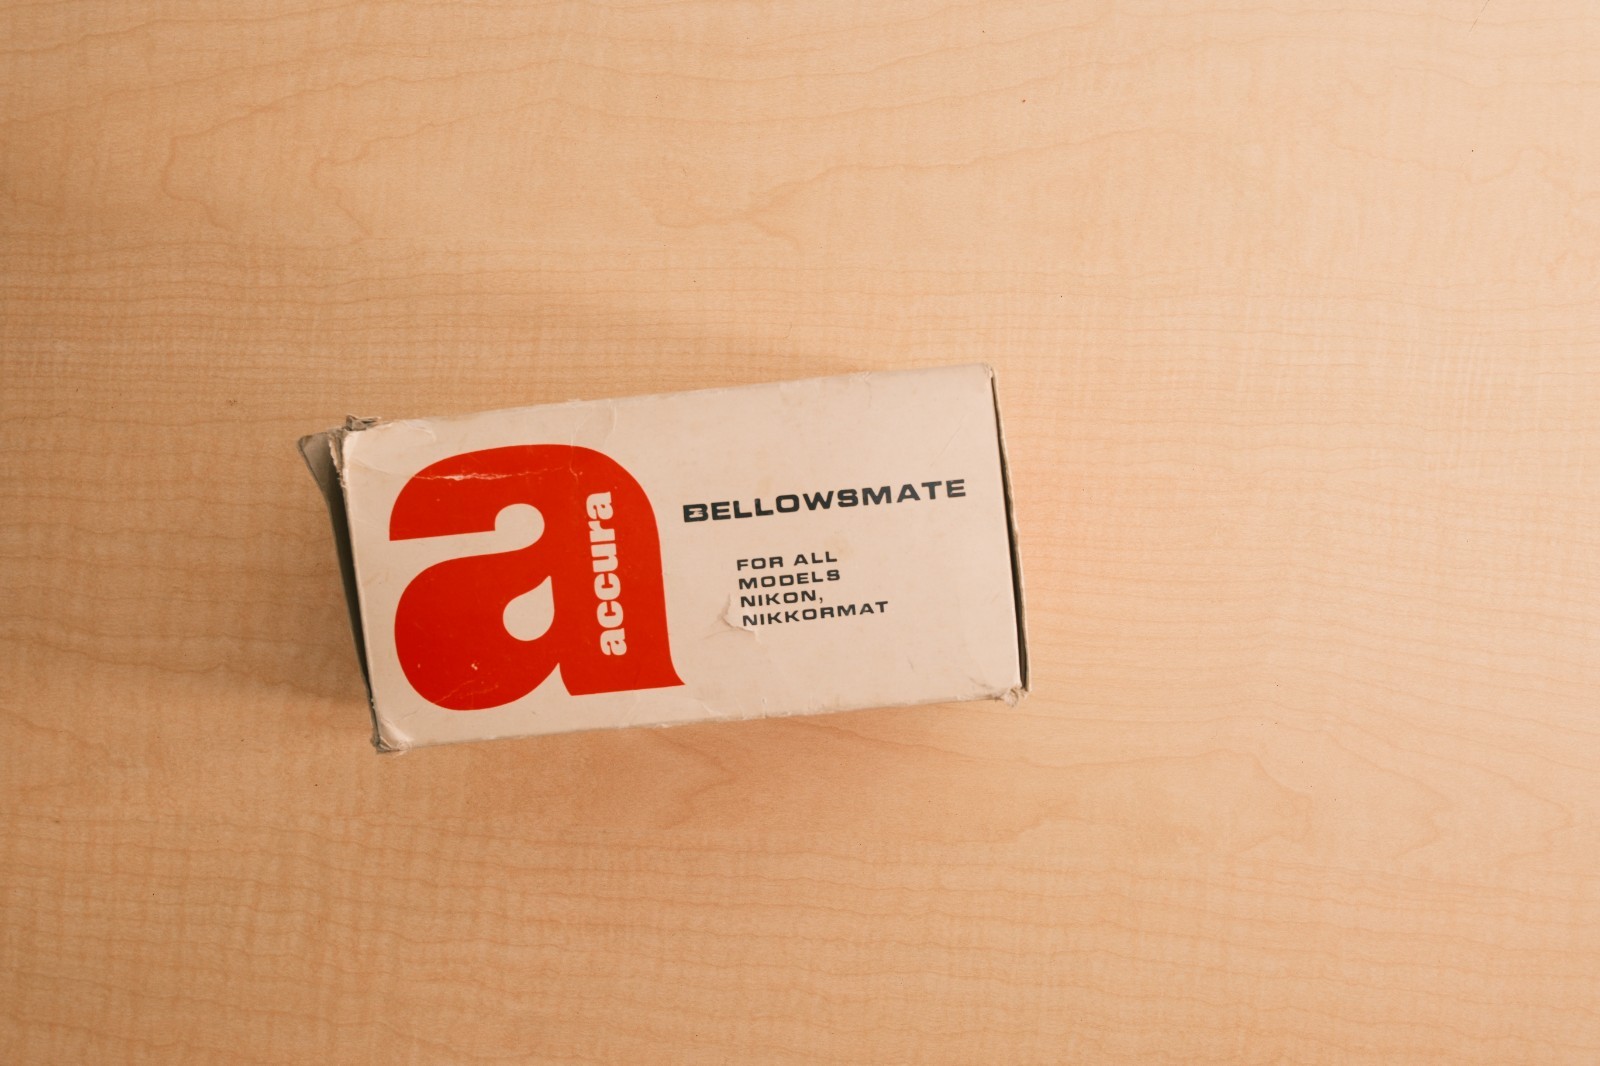 a
accura
BELLOWSMATE
FOR ALL
MODELS
NIKON,
NIKKORMAT